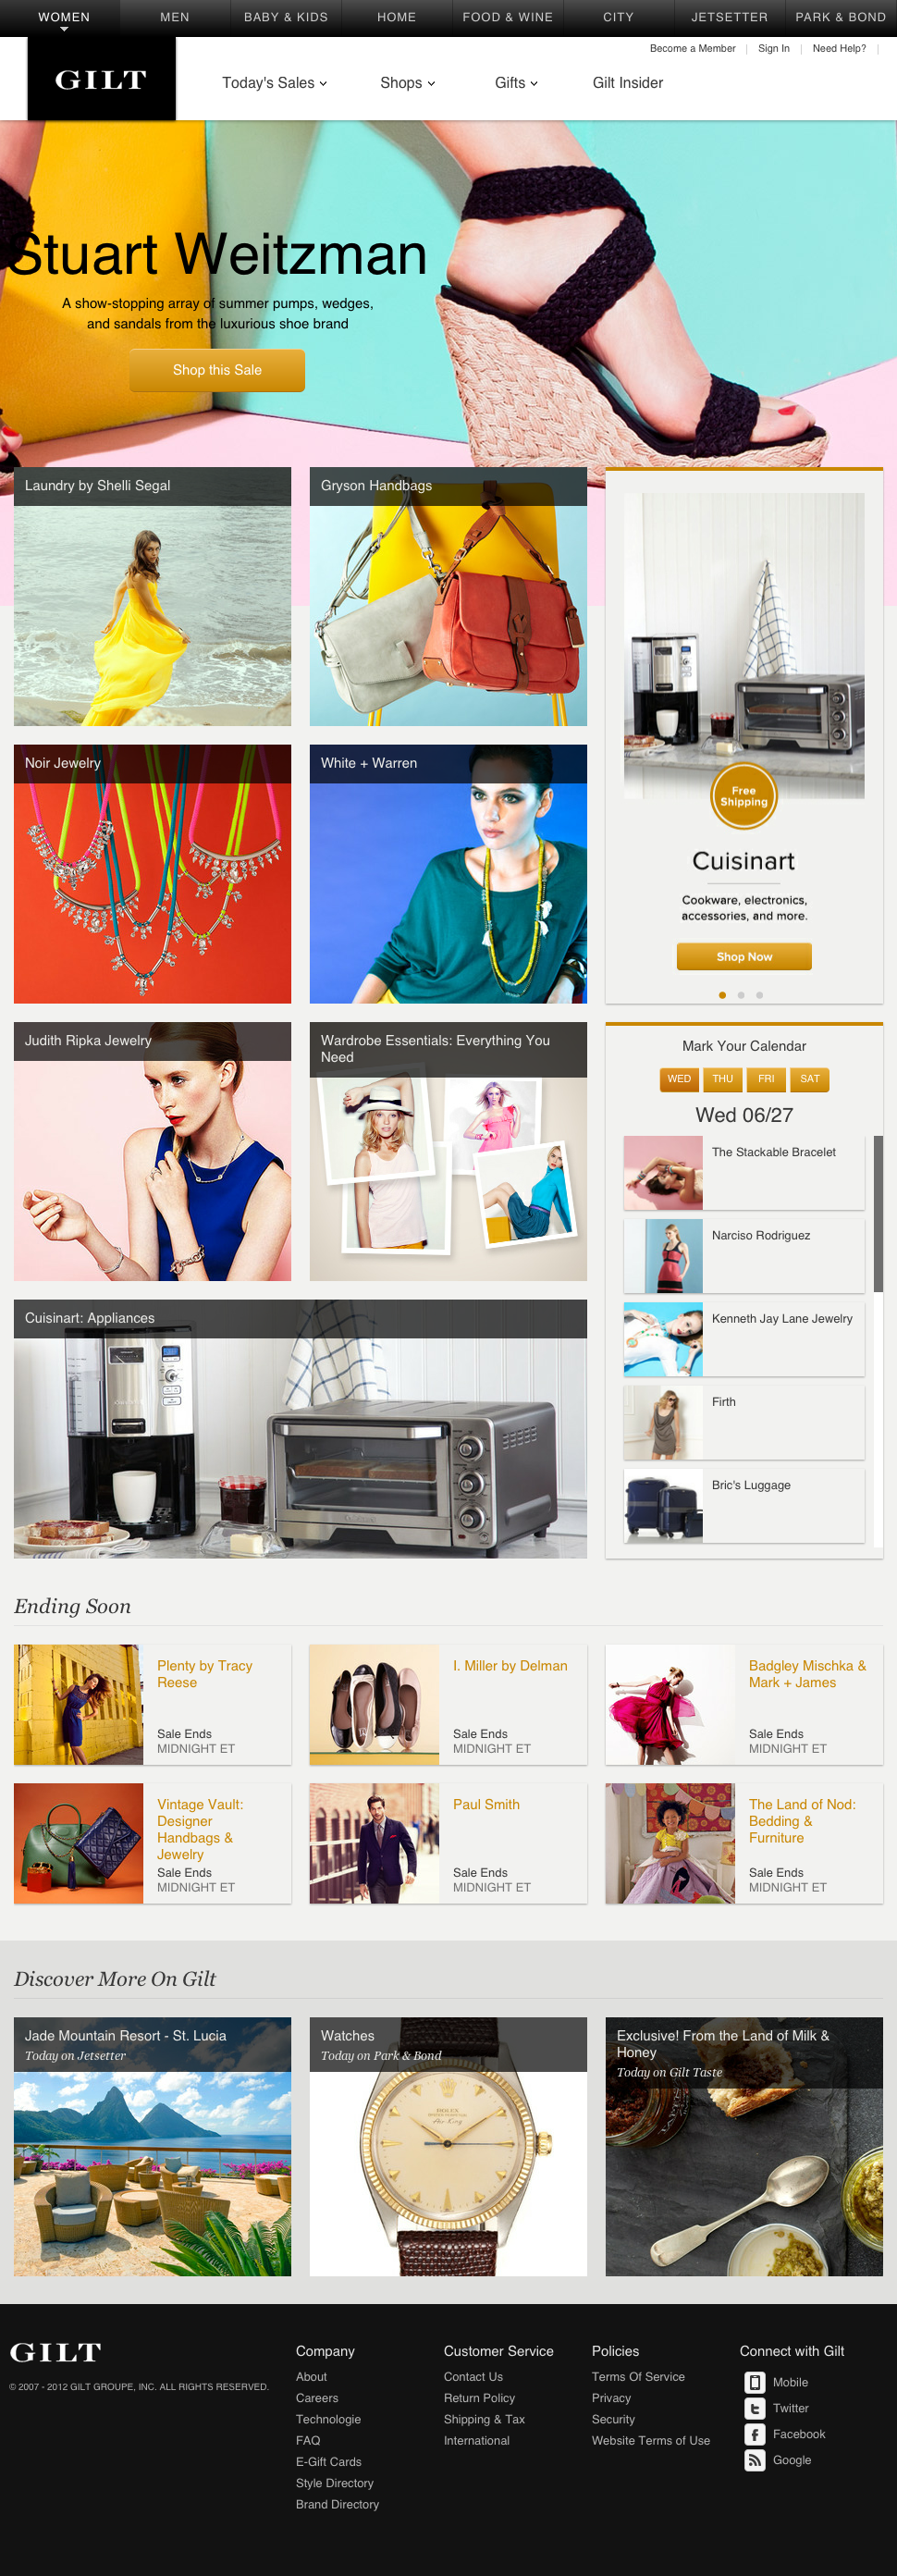 WOMEN MEN BABY & KIDS HOME FOOD & WINE CITY JETSETTER PARK & BOND
Become a Member Sign In Need Help?
GILT
Today's Sales Shops Gifts Gilt Insider
Stuart Weitzman
A show-stopping array of summer pumps, wedges,
and sandals from the luxurious shoe brand
Shop this Sale
Laundry by Shelli Segal
Gryson Handbags
Free
Shipping
Cuisinart
Cookware, electronics,
accessories, and more.
Shop Now
Noir Jewelry
White + Warren
Judith Ripka Jewelry
Wardrobe Essentials: Everything You
Need
Mark Your Calendar
WED THU FRI SAT
Wed 06/27
The Stackable Bracelet
Narciso Rodriguez
Kenneth Jay Lane Jewelry
Firth
Bric's Luggage
Cuisinart: Appliances
Ending Soon
Plenty by Tracy
Reese
Sale Ends
MIDNIGHT ET
I. Miller by Delman
Sale Ends
MIDNIGHT ET
Badgley Mischka &
Mark + James
Sale Ends
MIDNIGHT ET
Vintage Vault:
Designer
Handbags &
Jewelry
Sale Ends
MIDNIGHT ET
Paul Smith
Sale Ends
MIDNIGHT ET
The Land of Nod:
Bedding &
Furniture
Sale Ends
MIDNIGHT ET
Discover More On Gilt
Jade Mountain Resort - St. Lucia
Today on Jetsetter
Watches
Today on Park & Bond
ROLEX
Air-King
Exclusive! From the Land of Milk &
Honey
Today on Gilt Taste
GILT
© 2007 - 2012 GILT GROUPE, INC. ALL RIGHTS RESERVED.
Company
About
Careers
Technologie
FAQ
E-Gift Cards
Style Directory
Brand Directory
Customer Service
Contact Us
Return Policy
Shipping & Tax
International
Policies
Terms Of Service
Privacy
Security
Website Terms of Use
Connect with Gilt
Mobile
Twitter
Facebook
Google